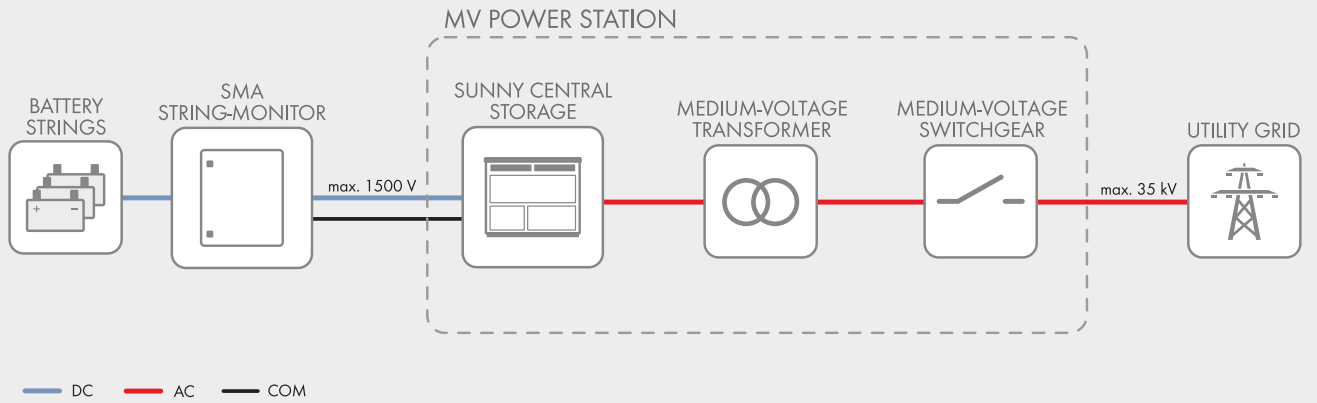 MV POWER STATION
BATTERY
STRINGS
SMA
STRING-MONITOR
SUNNY CENTRAL
STORAGE
MEDIUM-VOLTAGE
TRANSFORMER
MEDIUM-VOLTAGE
SWITCHGEAR
UTILITY GRID
+ −
max. 1500 V
max. 35 kV
DC
AC
COM